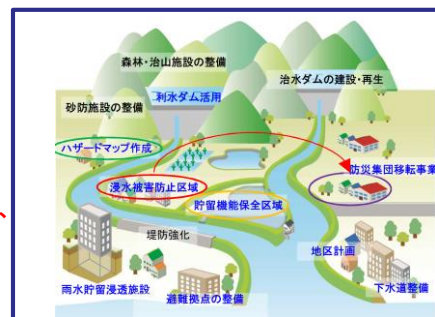 森林・治山施設の整備
治水ダムの建設・再生
利水ダム活用
砂防施設の整備
ハザードマップ作成
防災集団移転事業
浸水被害防止区域
貯留機能保全区域
堤防強化
地区計画
雨水貯留浸透施設
避難拠点の整備
下水道整備